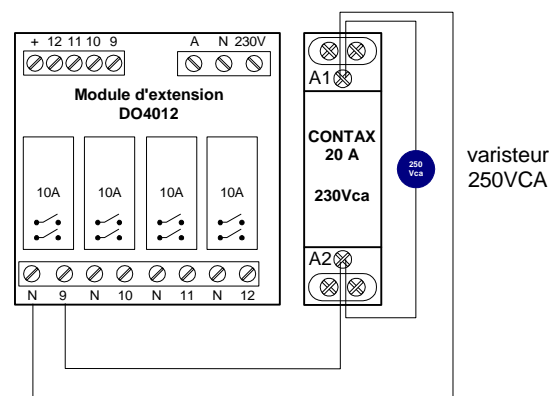 + 12 11 10 9
A N 230V
Module d'extension
DO4012
10A 10A 10A 10A
N 9 N 10 N 11 N 12
A1
CONTAX
20 A
230Vca
A2
250
Vca
varisteur
250VCA